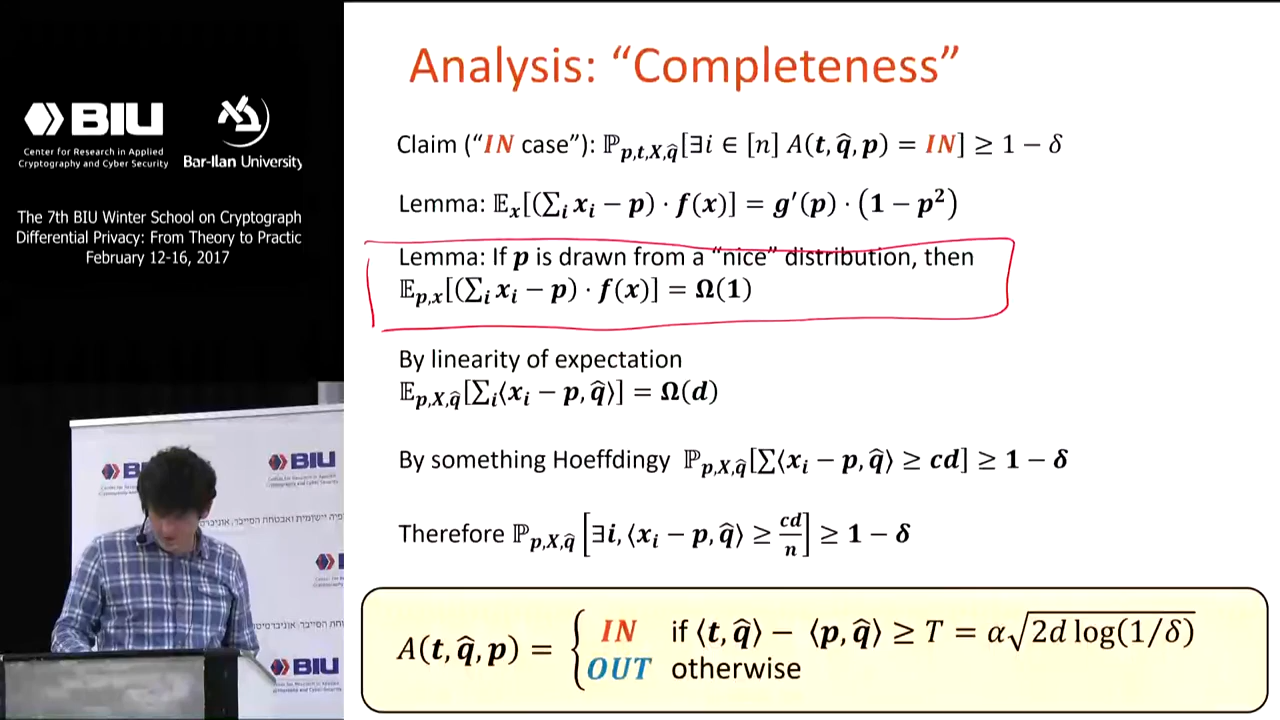 Analysis: “Completeness”
Claim (“IN case”): ℙ_{p,t,X,q̂}[∃i ∈ [n] A(t, q̂, p) = IN] ≥ 1 − δ
Lemma: 𝔼_x[(∑_i x_i − p) · f(x)] = g′(p) · (1 − p²)
Lemma: If p is drawn from a “nice” distribution, then
𝔼_{p,x}[(∑_i x_i − p) · f(x)] = Ω(1)
By linearity of expectation
𝔼_{p,X,q̂}[∑_i⟨x_i − p, q̂⟩] = Ω(d)
By something Hoeffdingy ℙ_{p,X,q̂}[∑⟨x_i − p, q̂⟩ ≥ cd] ≥ 1 − δ
Therefore ℙ_{p,X,q̂}[∃i, ⟨x_i − p, q̂⟩ ≥ cd/n] ≥ 1 − δ
A(t, q̂, p) = { IN if ⟨t, q̂⟩ − ⟨p, q̂⟩ ≥ T = α√(2d log(1/δ))
OUT otherwise
BIU
Center for Research in Applied
Cryptography and Cyber Security
Bar-Ilan University
The 7th BIU Winter School on Cryptograph
Differential Privacy: From Theory to Practic
February 12-16, 2017
BIU
BIU